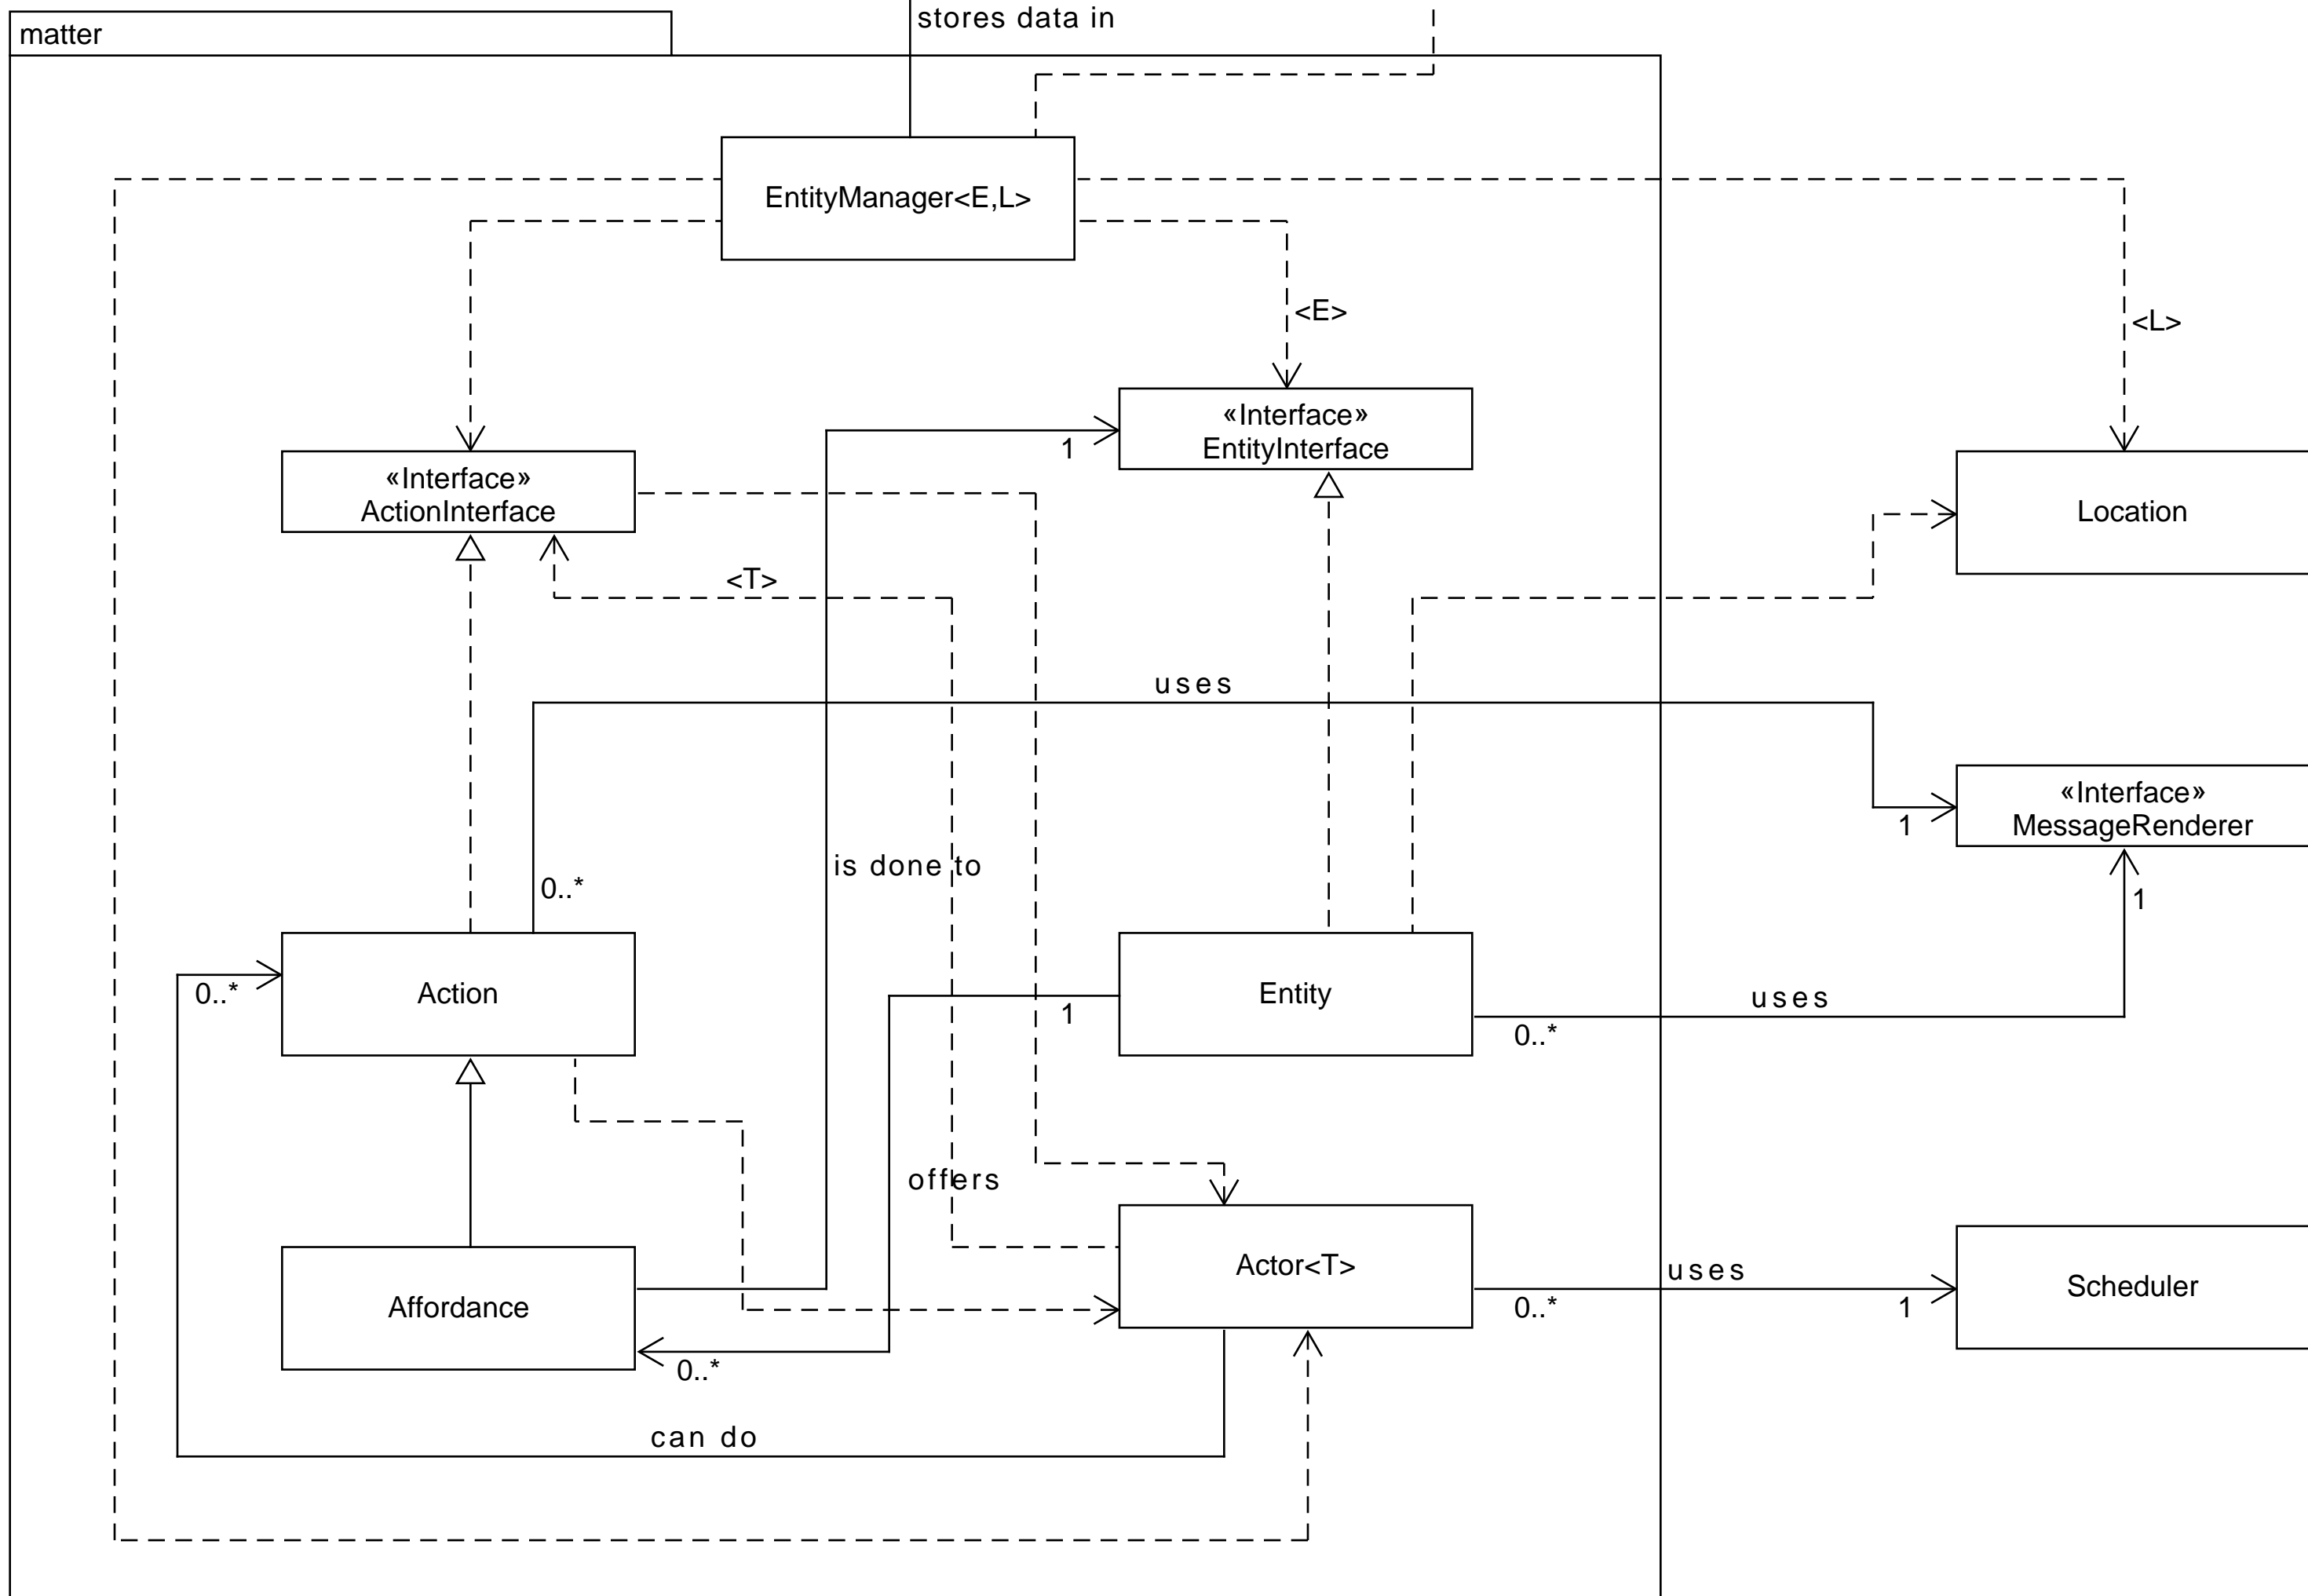 stores data in
matter
EntityManager<E,L>
<E>
<L>
«Interface»
EntityInterface
1
«Interface»
ActionInterface
Location
<T>
uses
«Interface»
MessageRenderer
1
is done to
0..*
1
Action
0..*
Entity
1
uses
0..*
offers
Actor<T>
uses
Scheduler
Affordance
0..*
1
0..*
can do